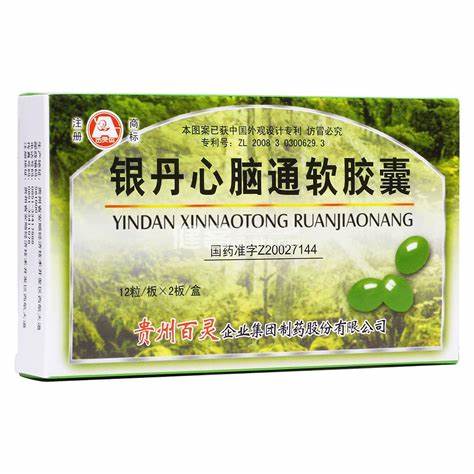 注册 商标
本图案已获中国外观设计专利 仿冒必究
专利号：ZL 2008 3 0300629.3
银丹心脑通软胶囊
YINDAN XINNAOTONG RUANJIAONANG
国药准字Z20027144
12粒/板×2板/盒
贵州百灵企业集团制药股份有限公司